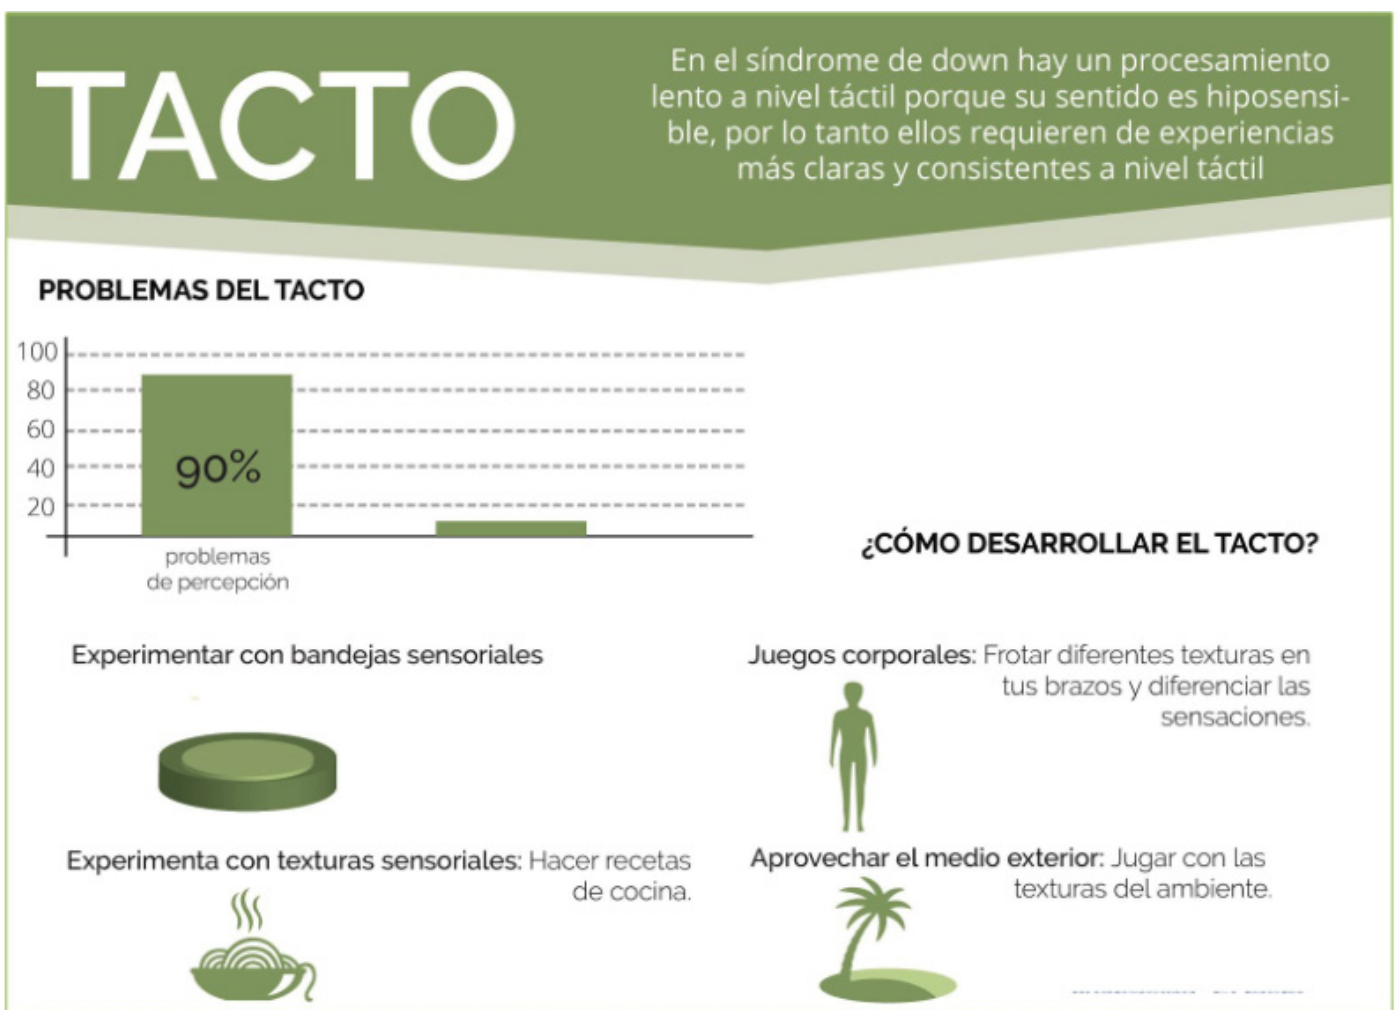 TACTO
En el síndrome de down hay un procesamiento
lento a nivel táctil porque su sentido es hiposensi-
ble, por lo tanto ellos requieren de experiencias
más claras y consistentes a nivel táctil
PROBLEMAS DEL TACTO
100
80
60
40
20
90%
problemas
de percepción
¿CÓMO DESARROLLAR EL TACTO?
Experimentar con bandejas sensoriales
Juegos corporales: Frotar diferentes texturas en
tus brazos y diferenciar las
sensaciones.
Experimenta con texturas sensoriales: Hacer recetas
de cocina.
Aprovechar el medio exterior: Jugar con las
texturas del ambiente.